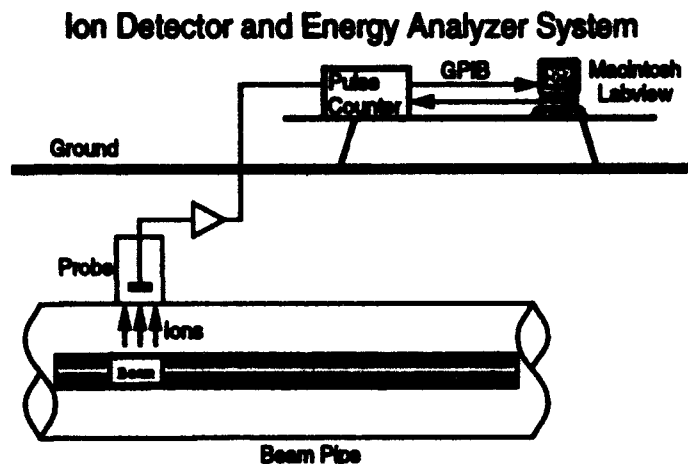 Ion Detector and Energy Analyzer System
Pulse
Counter
GPIB
Macintosh
Labview
Ground
Probe
Ions
Beam
Beam Pipe